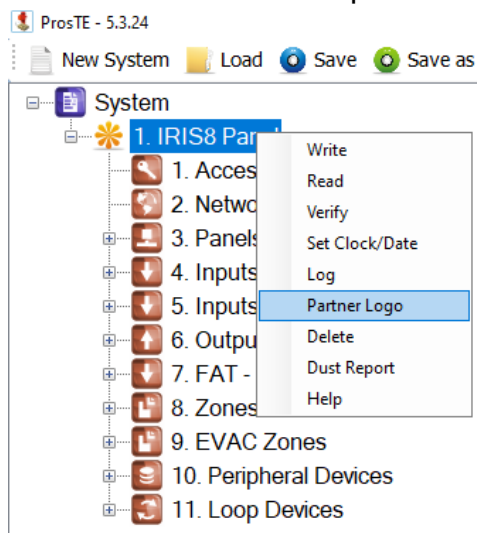 ProsTE - 5.3.24
New System Load Save Save as
System
1. IRIS8 Pan
Write
1. Acces
Read
2. Netwo
Verify
3. Panels
Set Clock/Date
4. Inputs
Log
5. Inputs
Partner Logo
6. Outpu
Delete
7. FAT -
Dust Report
8. Zones
Help
9. EVAC Zones
10. Peripheral Devices
11. Loop Devices